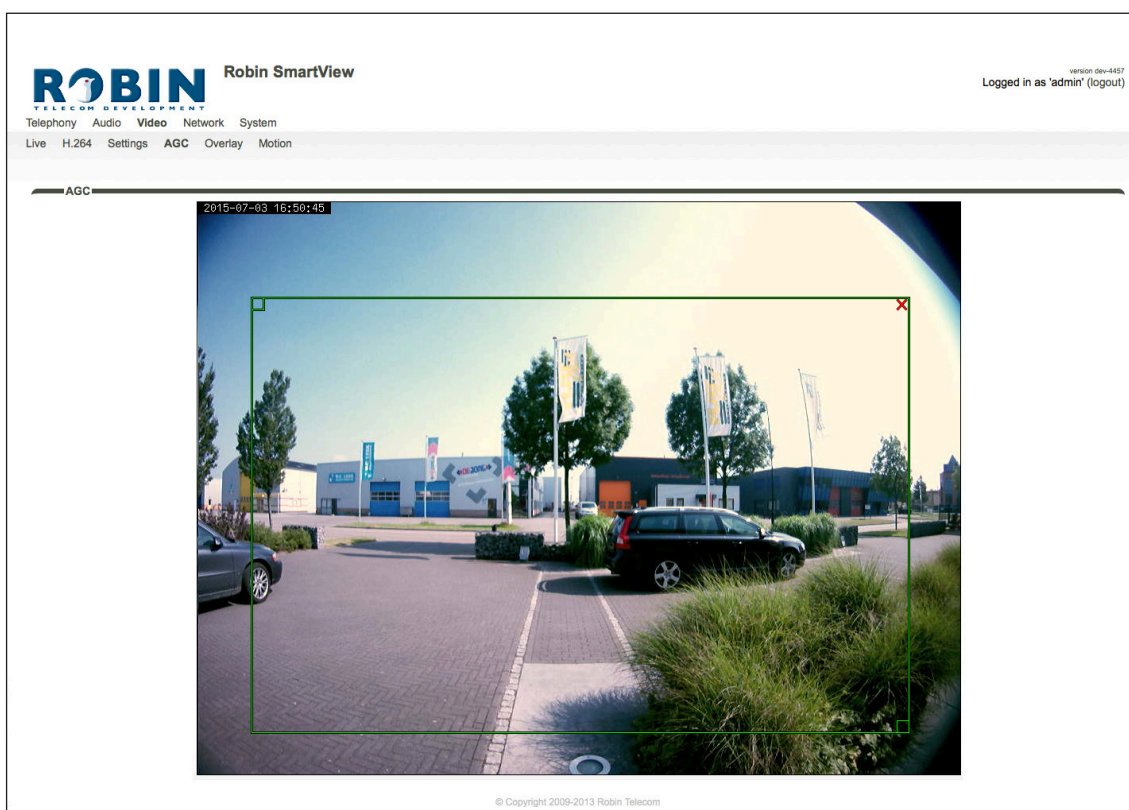 ROBIN
TELECOM DEVELOPMENT
Robin SmartView
version dev-4457
Logged in as 'admin' (logout)
Telephony Audio Video Network System
Live H.264 Settings AGC Overlay Motion
AGC
2015-07-03 16:50:45
© Copyright 2009-2013 Robin Telecom